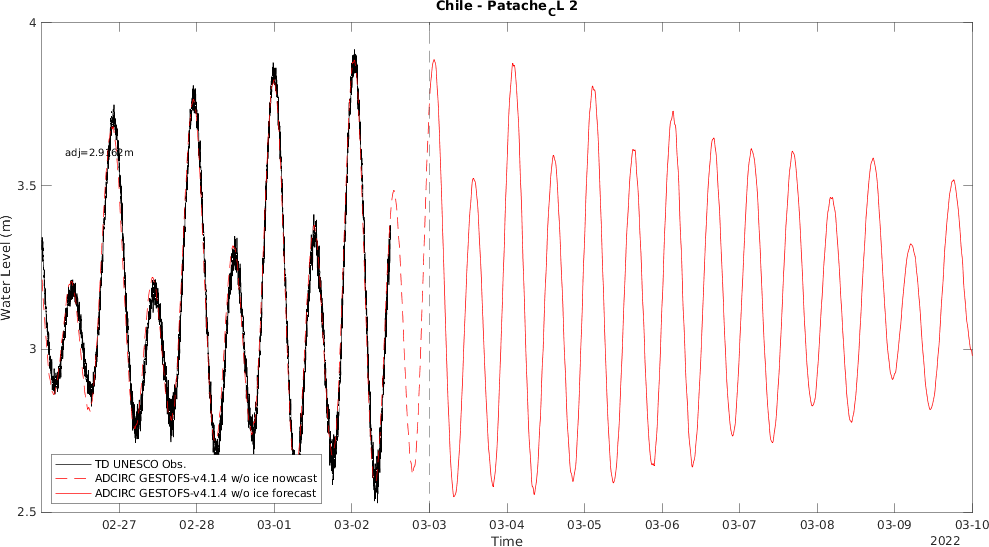 Chile - Patache_CL 2
4
3.5
3
2.5
Water Level (m)
adj=2.9162m
TD UNESCO Obs.
ADCIRC GESTOFS-v4.1.4 w/o ice nowcast
ADCIRC GESTOFS-v4.1.4 w/o ice forecast
02-27 02-28 03-01 03-02 03-03 03-04 03-05 03-06 03-07 03-08 03-09 03-10
Time
2022